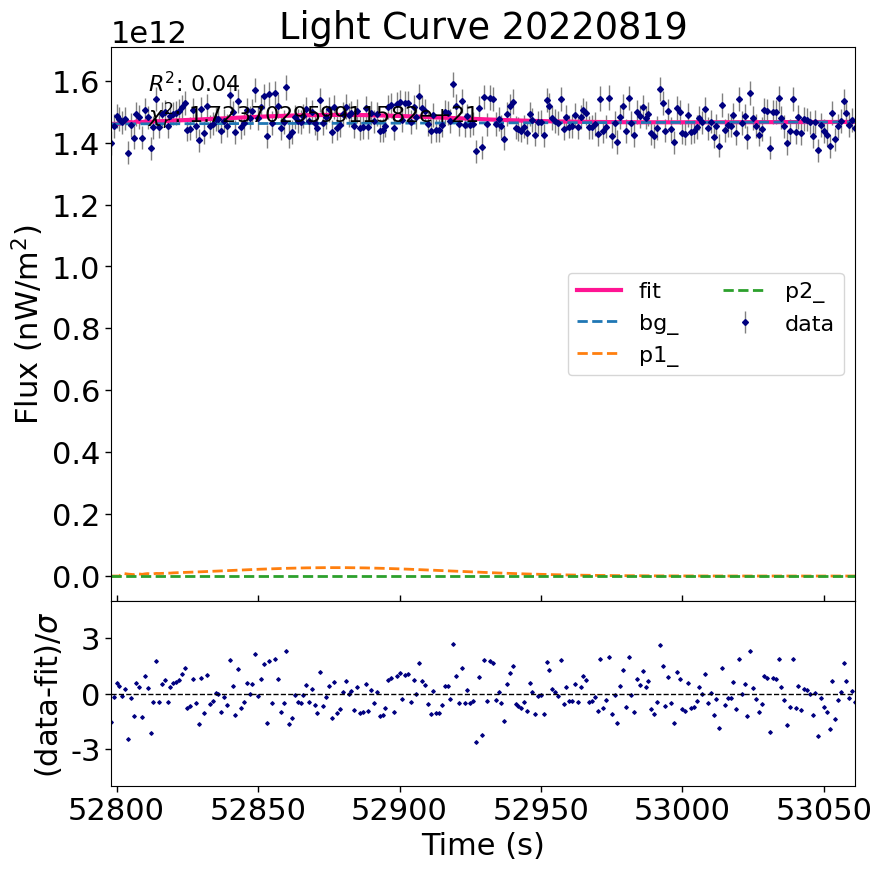 Light Curve 20220819
1e12
R²: 0.04
1.6
1.4
1.2
1.0
0.8
0.6
0.4
0.2
0.0
Flux (nW/m²)
fit
bg_
p1_
p2_
data
3
0
-3
(data-fit)/σ
52800
52850
52900
52950
53000
53050
Time (s)